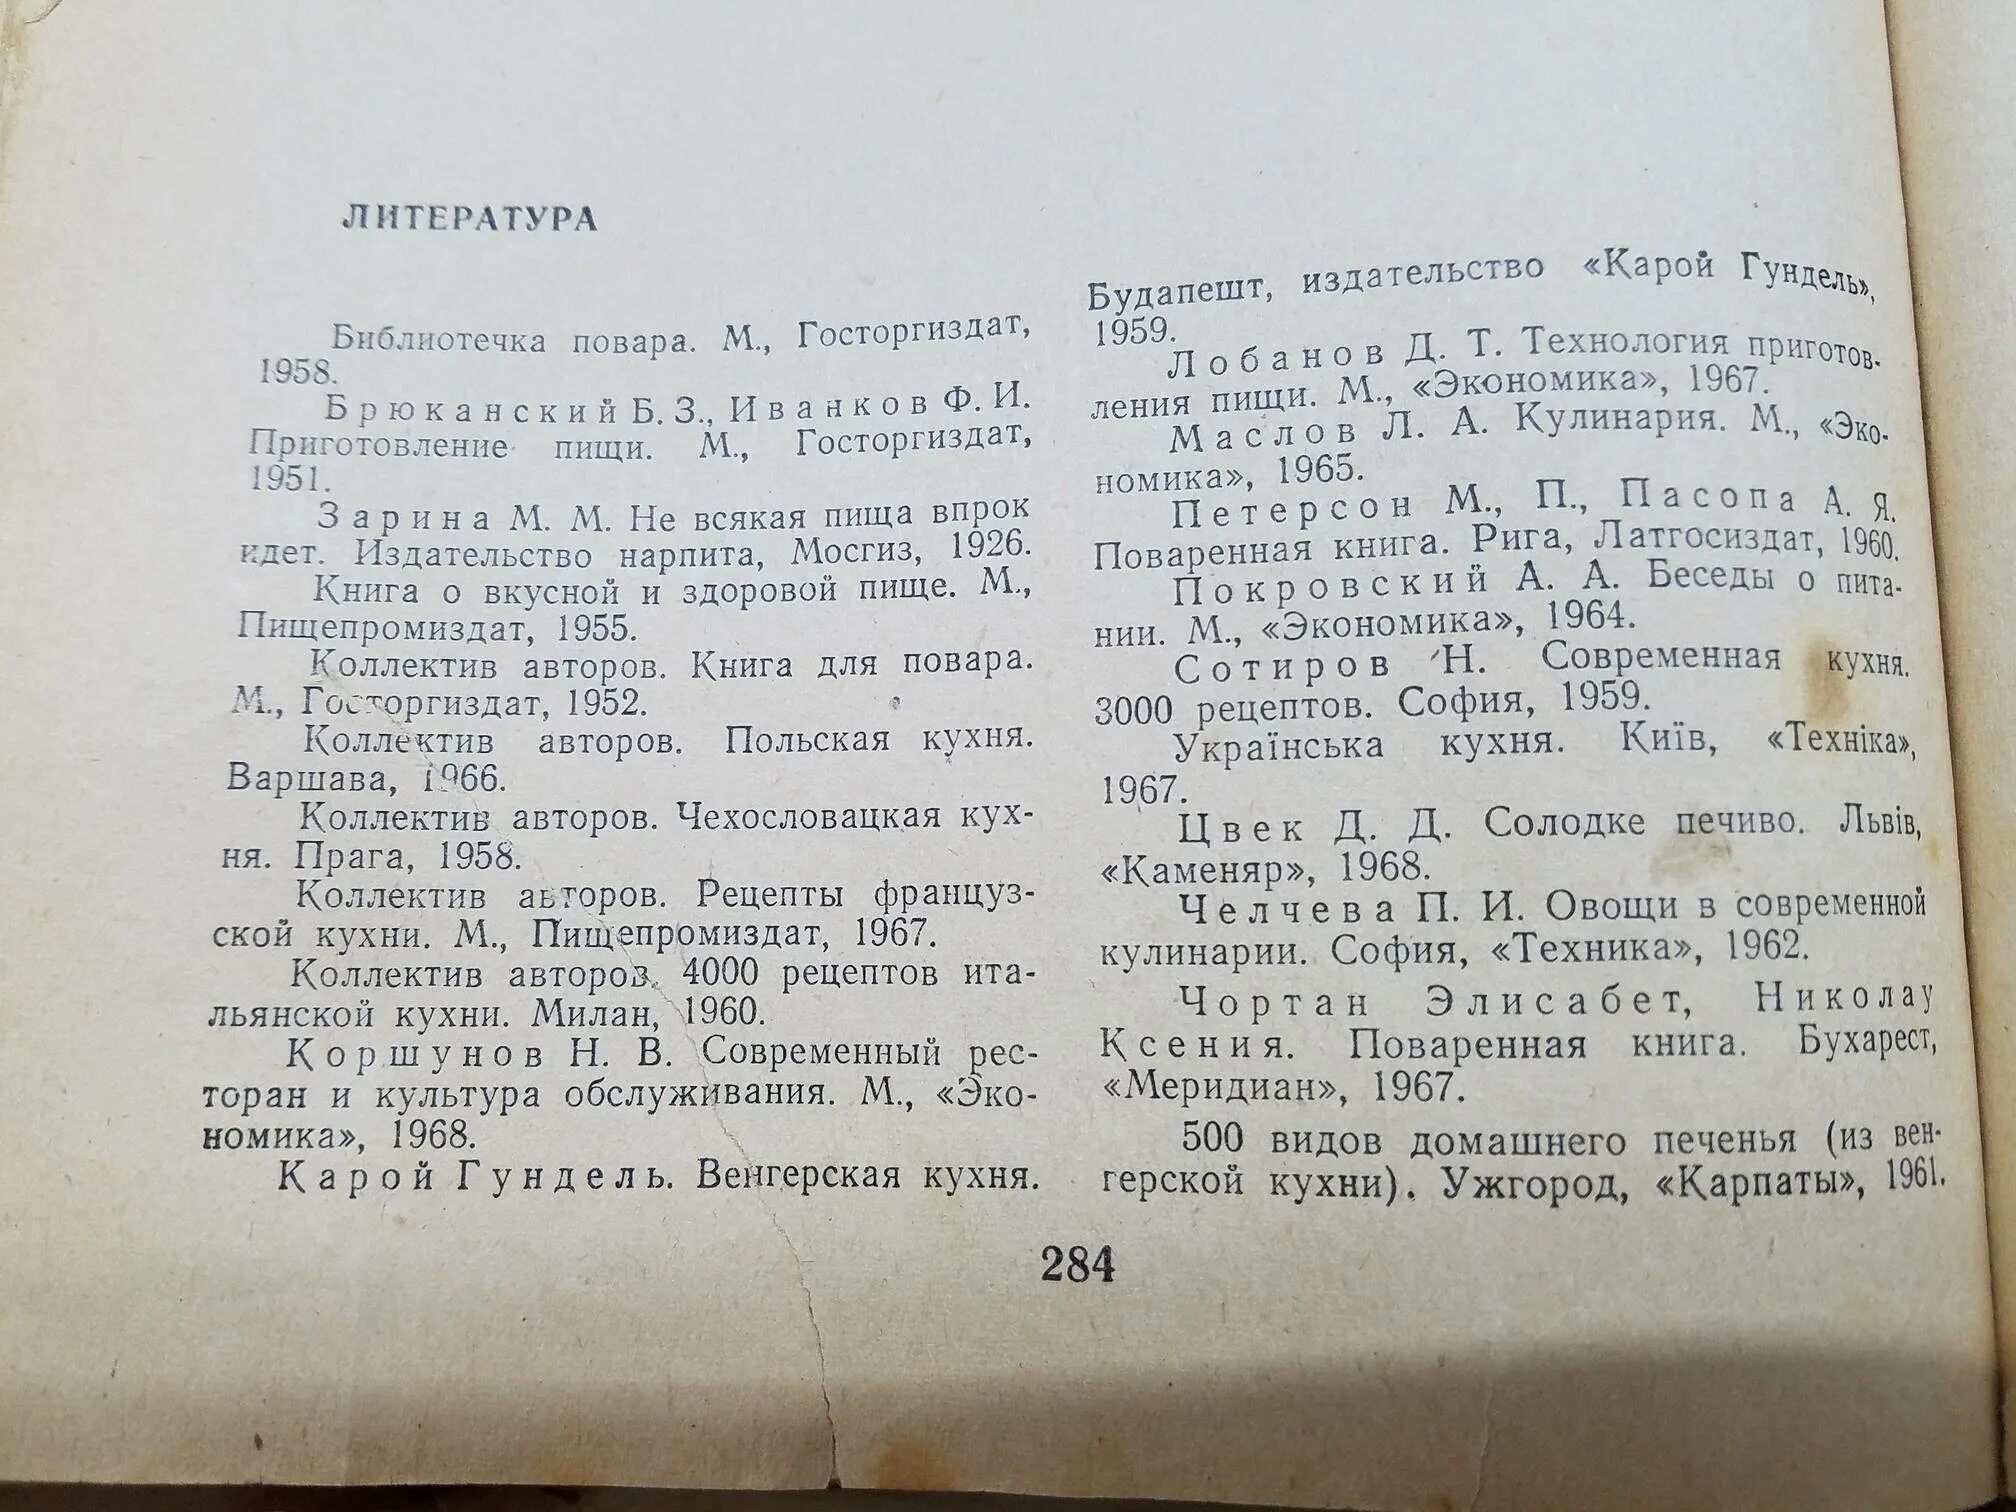 ЛИТЕРАТУРА
Библиотечка повара. М., Госторгиздат,
1958.
Брюканский Б. З., Иванков Ф. И.
Приготовление пищи. М., Госторгиздат,
1951.
Зарина М. М. Не всякая пища впрок
идет. Издательство нарпита, Мосгиз, 1926.
Книга о вкусной и здоровой пище. М.,
Пищепромиздат, 1955.
Коллектив авторов. Книга для повара.
М., Госторгиздат, 1952.
Коллектив авторов. Польская кухня.
Варшава, 1966.
Коллектив авторов. Чехословацкая кух-
ня. Прага, 1958.
Коллектив авторов. Рецепты француз-
ской кухни. М., Пищепромиздат, 1967.
Коллектив авторов. 4000 рецептов ита-
льянской кухни. Милан, 1960.
Коршунов Н. В. Современный рес-
торан и культура обслуживания. М., «Эко-
номика», 1968.
Карой Гундель. Венгерская кухня.
Будапешт, издательство «Карой Гундель»,
1959.
Лобанов Д. Т. Технология приготов-
ления пищи. М., «Экономика», 1967.
Маслов Л. А. Кулинария. М., «Эко-
номика», 1965.
Петерсон М., П., Пасопа А. Я.
Поваренная книга. Рига, Латгосиздат, 1960.
Покровский А. А. Беседы о пита-
нии. М., «Экономика», 1964.
Сотиров Н. Современная кухня.
3000 рецептов. София, 1959.
Українська кухня. Київ, «Техніка»,
1967.
Цвек Д. Д. Солодке печиво. Львів,
«Каменяр», 1968.
Челчева П. И. Овощи в современной
кулинарии. София, «Техника», 1962.
Чортан Элисабет, Николау
Ксения. Поваренная книга. Бухарест,
«Меридиан», 1967.
500 видов домашнего печенья (из вен-
герской кухни). Ужгород, «Карпаты», 1961.
284